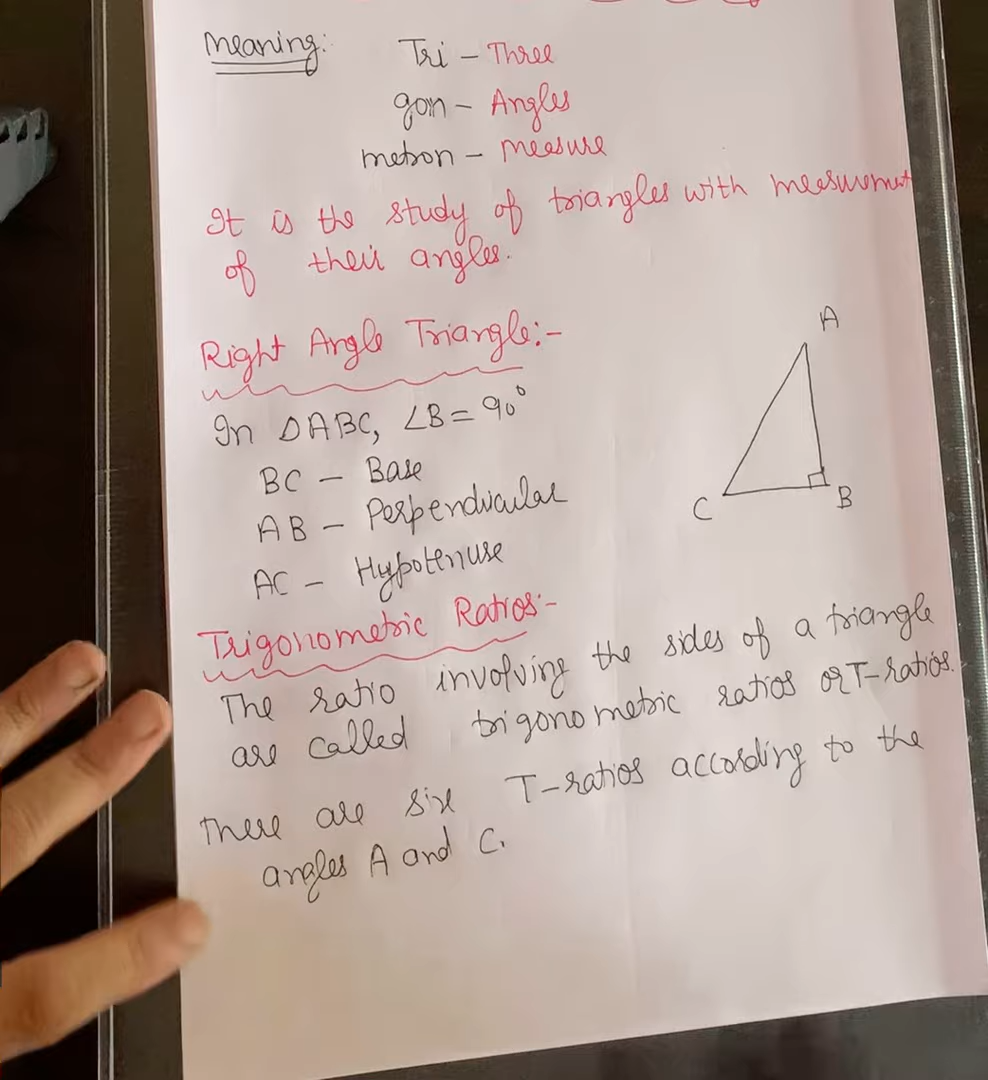 Meaning: Tri - Three
gon - Angles
metron - Measure
It is the study of triangles with measurement
of their angles.
Right Angle Triangle:-
In ΔABC, ∠B = 90°
BC - Base
AB - Perpendicular
AC - Hypotenuse
A
C
B
Trigonometric Ratios:-
The ratio involving the sides of a triangle
are called trigonometric ratios or T-ratios.
There are six T-ratios according to the
angles A and C.